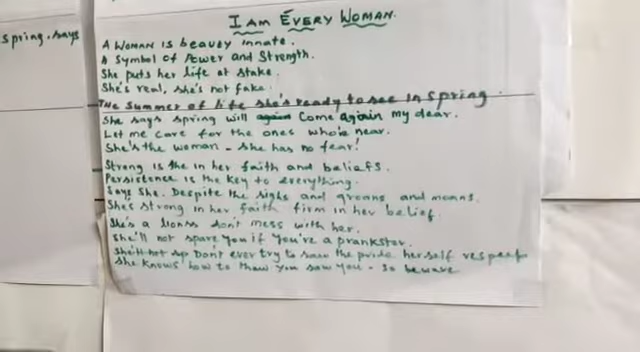 spring. says
I AM EVERY WOMAN.
A WOMAN is beauty innate.
A symbol of Power and Strength.
She puts her life at stake.
She's real, she's not fake!
The Summer of life she's ready to see in spring.
She says spring will again Come again my dear.
Let me care for the ones who're near.
She's the woman - she has no fear!
Strong is she in her faith and beliefs.
Persistence is the key to everything.
Says she. Despite the sighs and groans and moans.
She's strong in her faith firm in her belief.
She's a lioness don't mess with her.
She'll not spare you if you're a prankster.
Don't ever try to the pride herself respect
She knows how to thaw you saw you - so beware